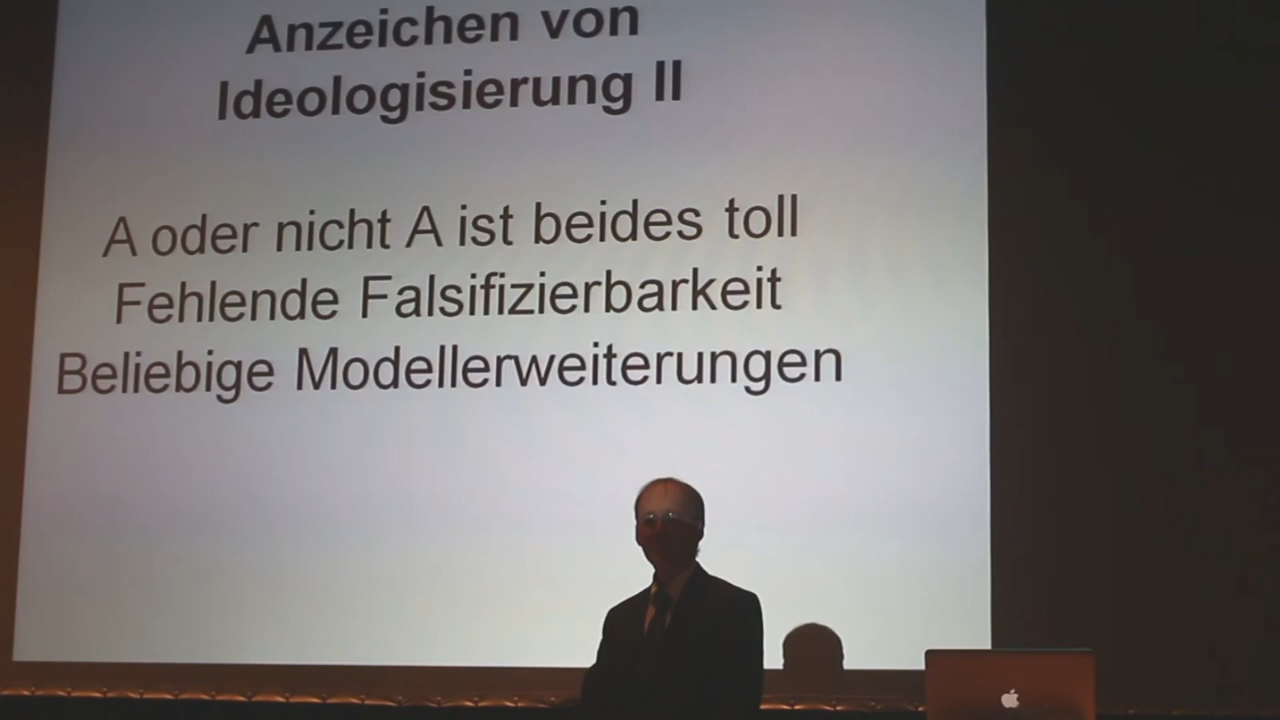 Anzeichen von
Ideologisierung II
A oder nicht A ist beides toll
Fehlende Falsifizierbarkeit
Beliebige Modellerweiterungen